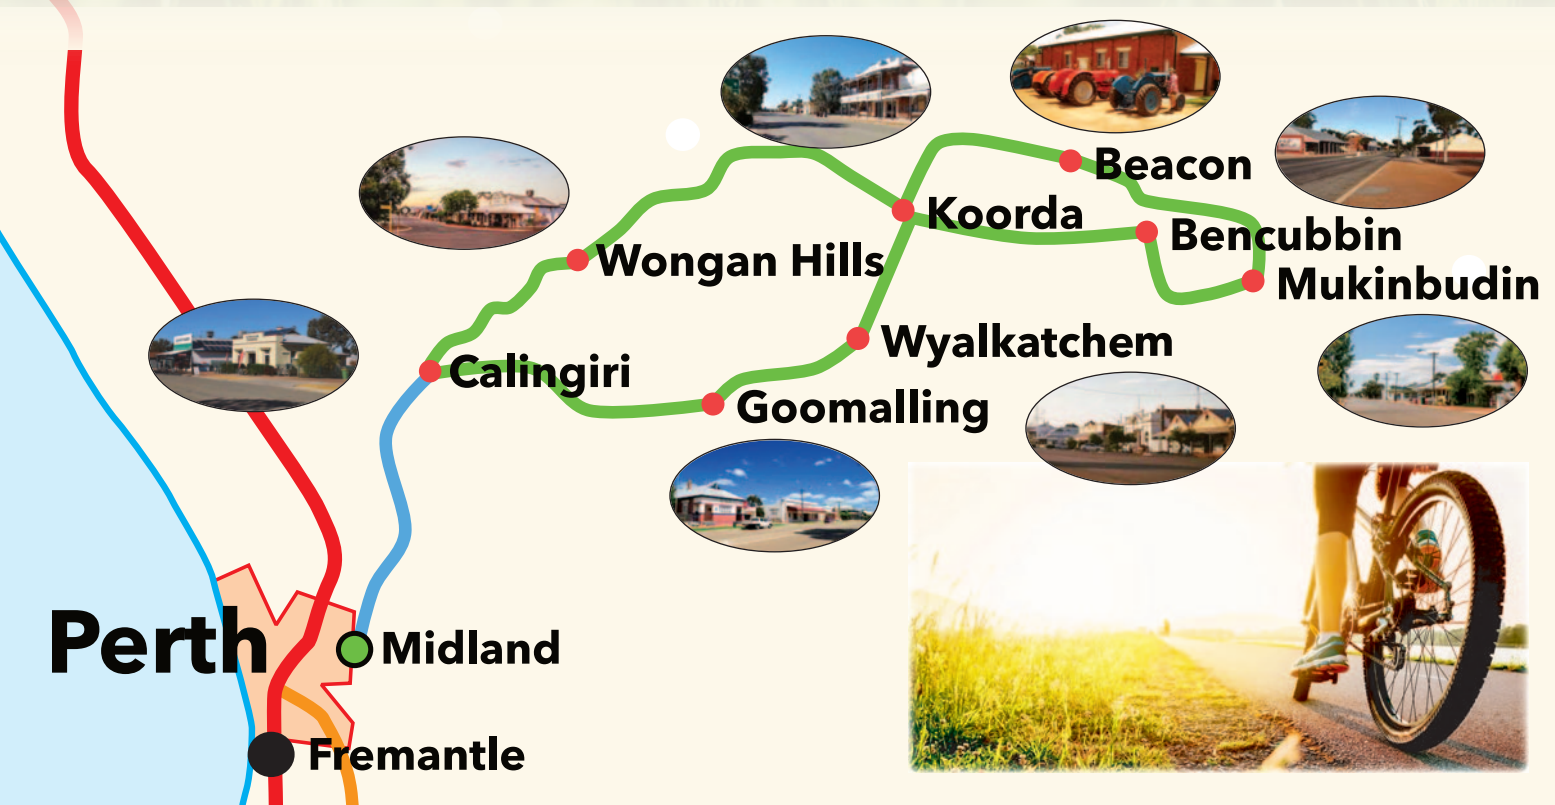 Beacon
Koorda
Bencubbin
Wongan Hills
Mukinbudin
Wyalkatchem
Calingiri
Goomalling
Perth
Midland
Fremantle